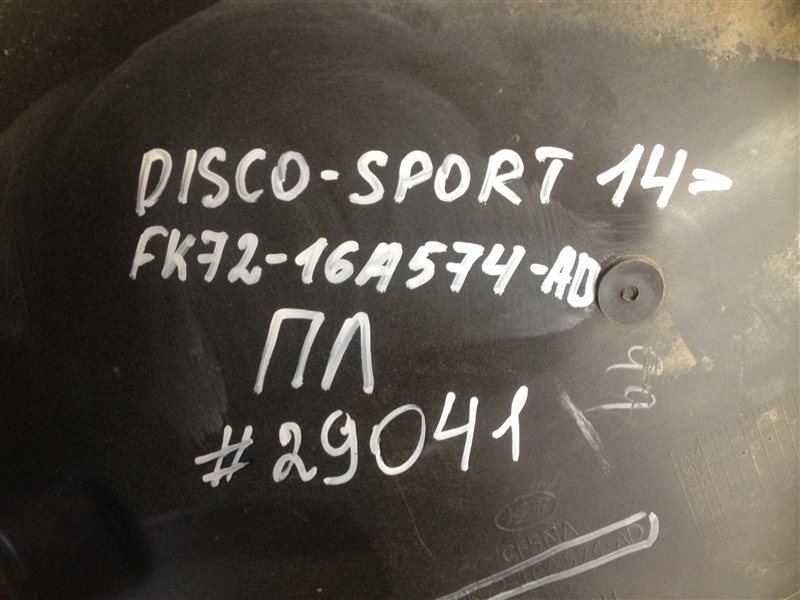 DISCO-SPORT 14>
FK72-16A574-AD
ПЛ
#29041